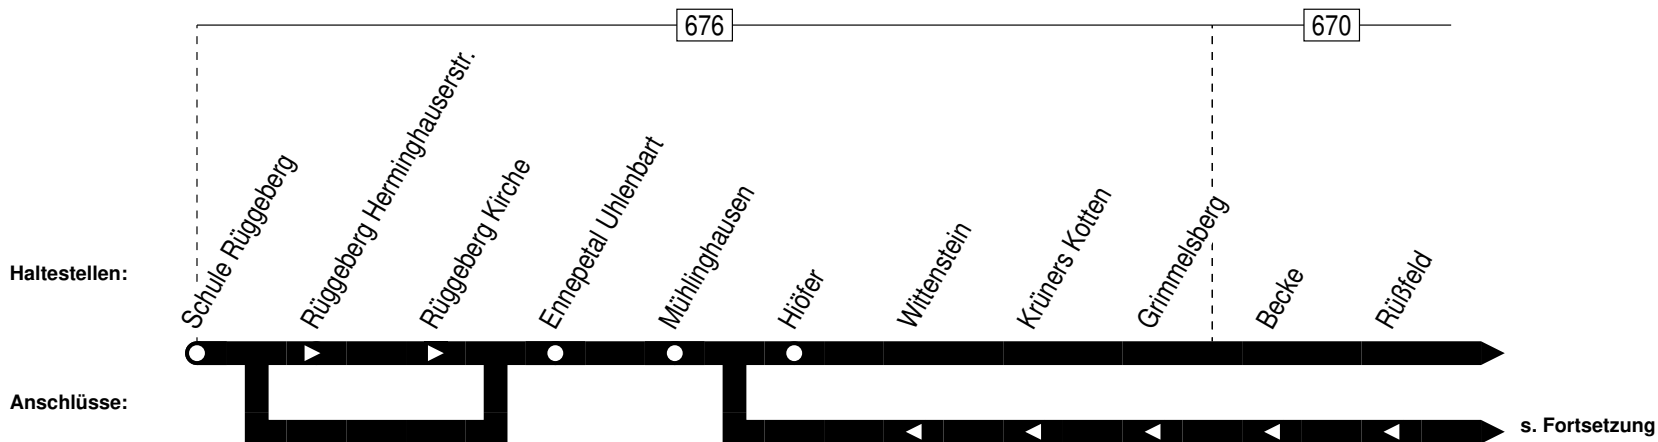 676
670
Haltestellen:
Schule Rüggeberg
Rüggeberg Herminghauserstr.
Rüggeberg Kirche
Ennepetal Uhlenbart
Mühlinghausen
Hiöfer
Wittenstein
Krüners Kotten
Grimmelsberg
Becke
Rüßfeld
Anschlüsse:
s. Fortsetzung